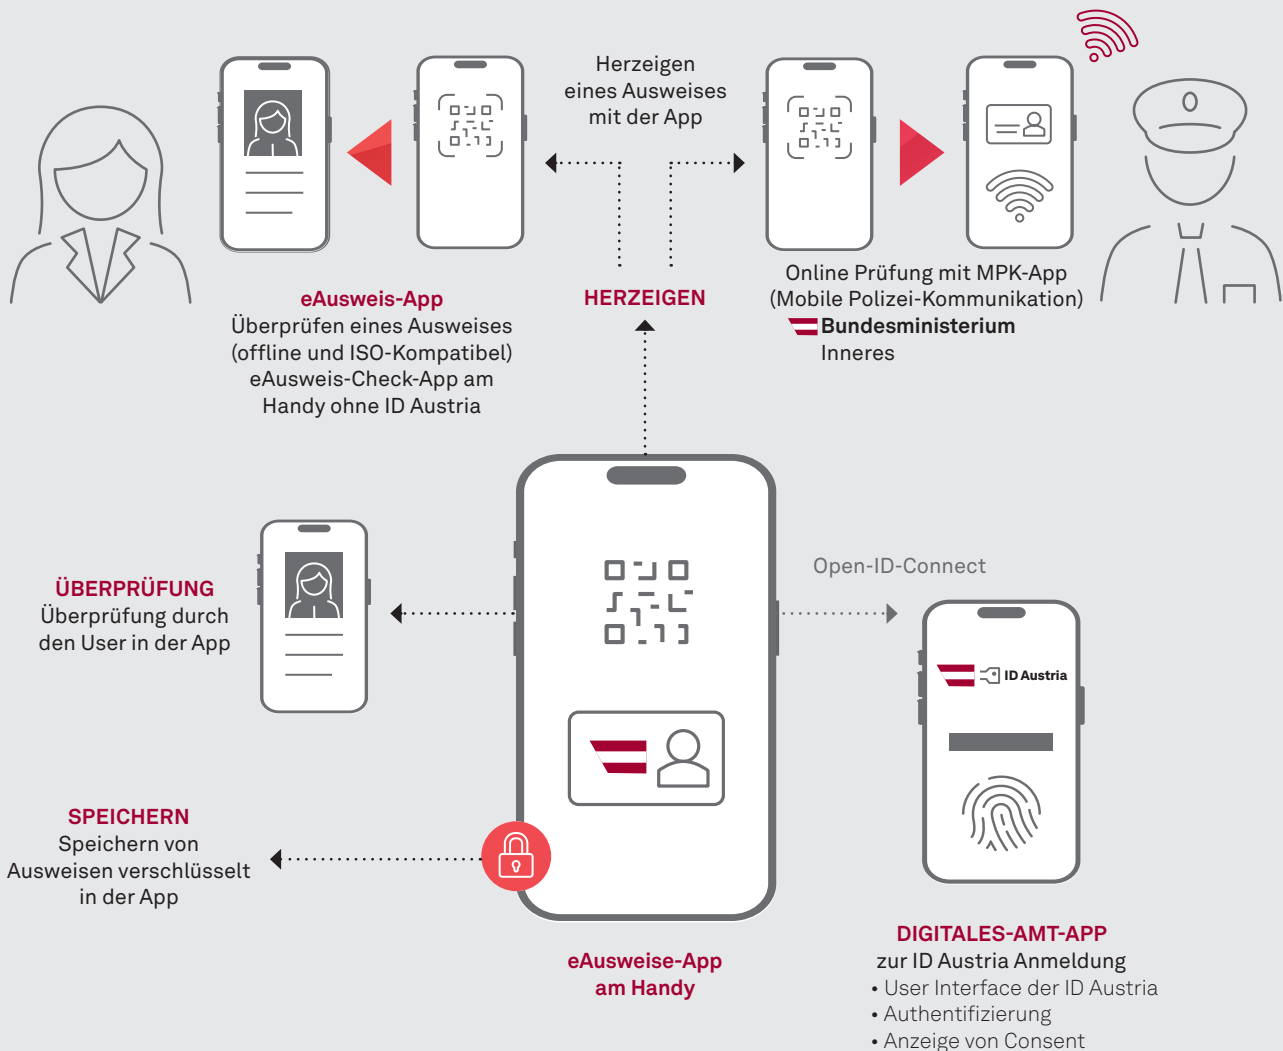 Herzeigen
eines Ausweises
mit der App
eAusweis-App
Überprüfen eines Ausweises
(offline und ISO-Kompatibel)
eAusweis-Check-App am
Handy ohne ID Austria
HERZEIGEN
Online Prüfung mit MPK-App
(Mobile Polizei-Kommunikation)
Bundesministerium
Inneres
ÜBERPRÜFUNG
Überprüfung durch
den User in der App
Open-ID-Connect
ID Austria
SPEICHERN
Speichern von
Ausweisen verschlüsselt
in der App
eAusweise-App
am Handy
DIGITALES-AMT-APP
zur ID Austria Anmeldung
• User Interface der ID Austria
• Authentifizierung
• Anzeige von Consent